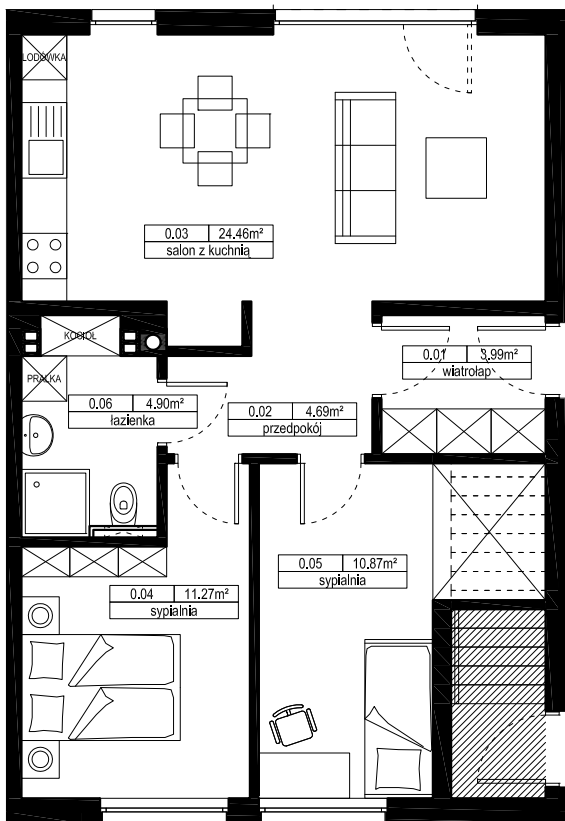 LODÓWKA
0.03 24.46m²
salon z kuchnią
KOCIOŁ
0.01 3.99m²
wiatrołap
PRALKA
0.06 4.90m²
łazienka
0.02 4.69m²
przedpokój
0.05 10.87m²
sypialnia
0.04 11.27m²
sypialnia